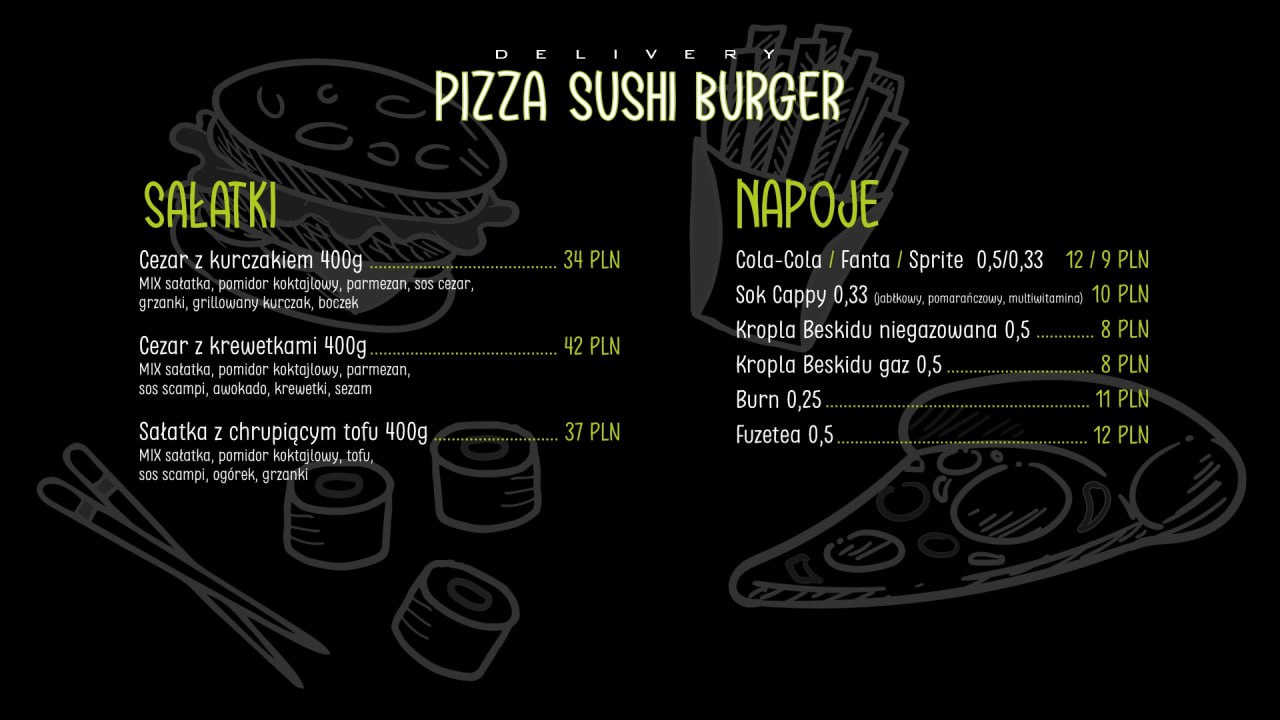 DELIVERY
PIZZA SUSHI BURGER
SAŁATKI
Cezar z kurczakiem 400g ........................ 34 PLN
MIX sałatka, pomidor koktajlowy, parmezan, sos cezar,
grzanki, grillowany kurczak, boczek
Cezar z krewetkami 400g ........................ 42 PLN
MIX sałatka, pomidor koktajlowy, parmezan,
sos scampi, awokado, krewetki, sezam
Sałatka z chrupiącym tofu 400g ................ 37 PLN
MIX sałatka, pomidor koktajlowy, tofu,
sos scampi, ogórek, grzanki
NAPOJE
Cola-Cola / Fanta / Sprite 0,5/0,33 12 / 9 PLN
Sok Cappy 0,33 (jabłkowy, pomarańczowy, multiwitamina) 10 PLN
Kropla Beskidu niegazowana 0,5 ........ 8 PLN
Kropla Beskidu gaz 0,5 .................... 8 PLN
Burn 0,25 ........................................ 11 PLN
Fuzetea 0,5 ..................................... 12 PLN